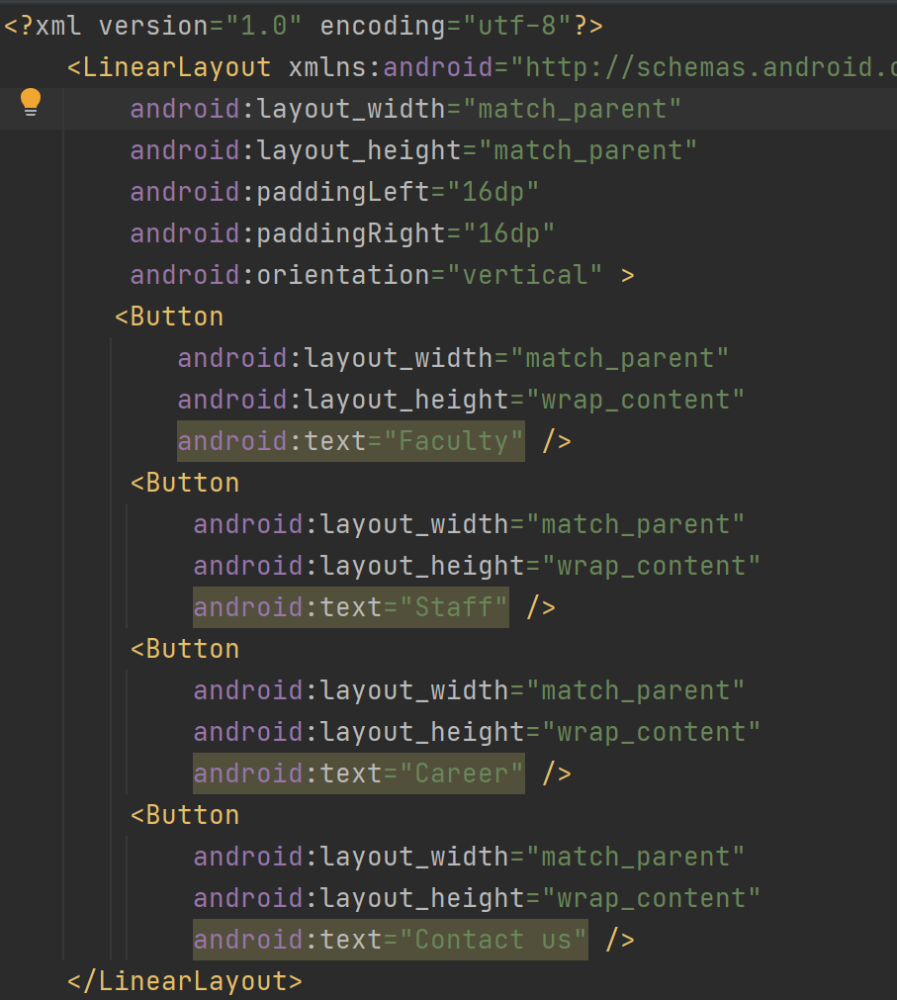 <?xml version="1.0" encoding="utf-8"?>
<LinearLayout xmlns:android="http://schemas.android.
android:layout_width="match_parent"
android:layout_height="match_parent"
android:paddingLeft="16dp"
android:paddingRight="16dp"
android:orientation="vertical" >
<Button
android:layout_width="match_parent"
android:layout_height="wrap_content"
android:text="Faculty" />
<Button
android:layout_width="match_parent"
android:layout_height="wrap_content"
android:text="Staff" />
<Button
android:layout_width="match_parent"
android:layout_height="wrap_content"
android:text="Career" />
<Button
android:layout_width="match_parent"
android:layout_height="wrap_content"
android:text="Contact us" />
</LinearLayout>